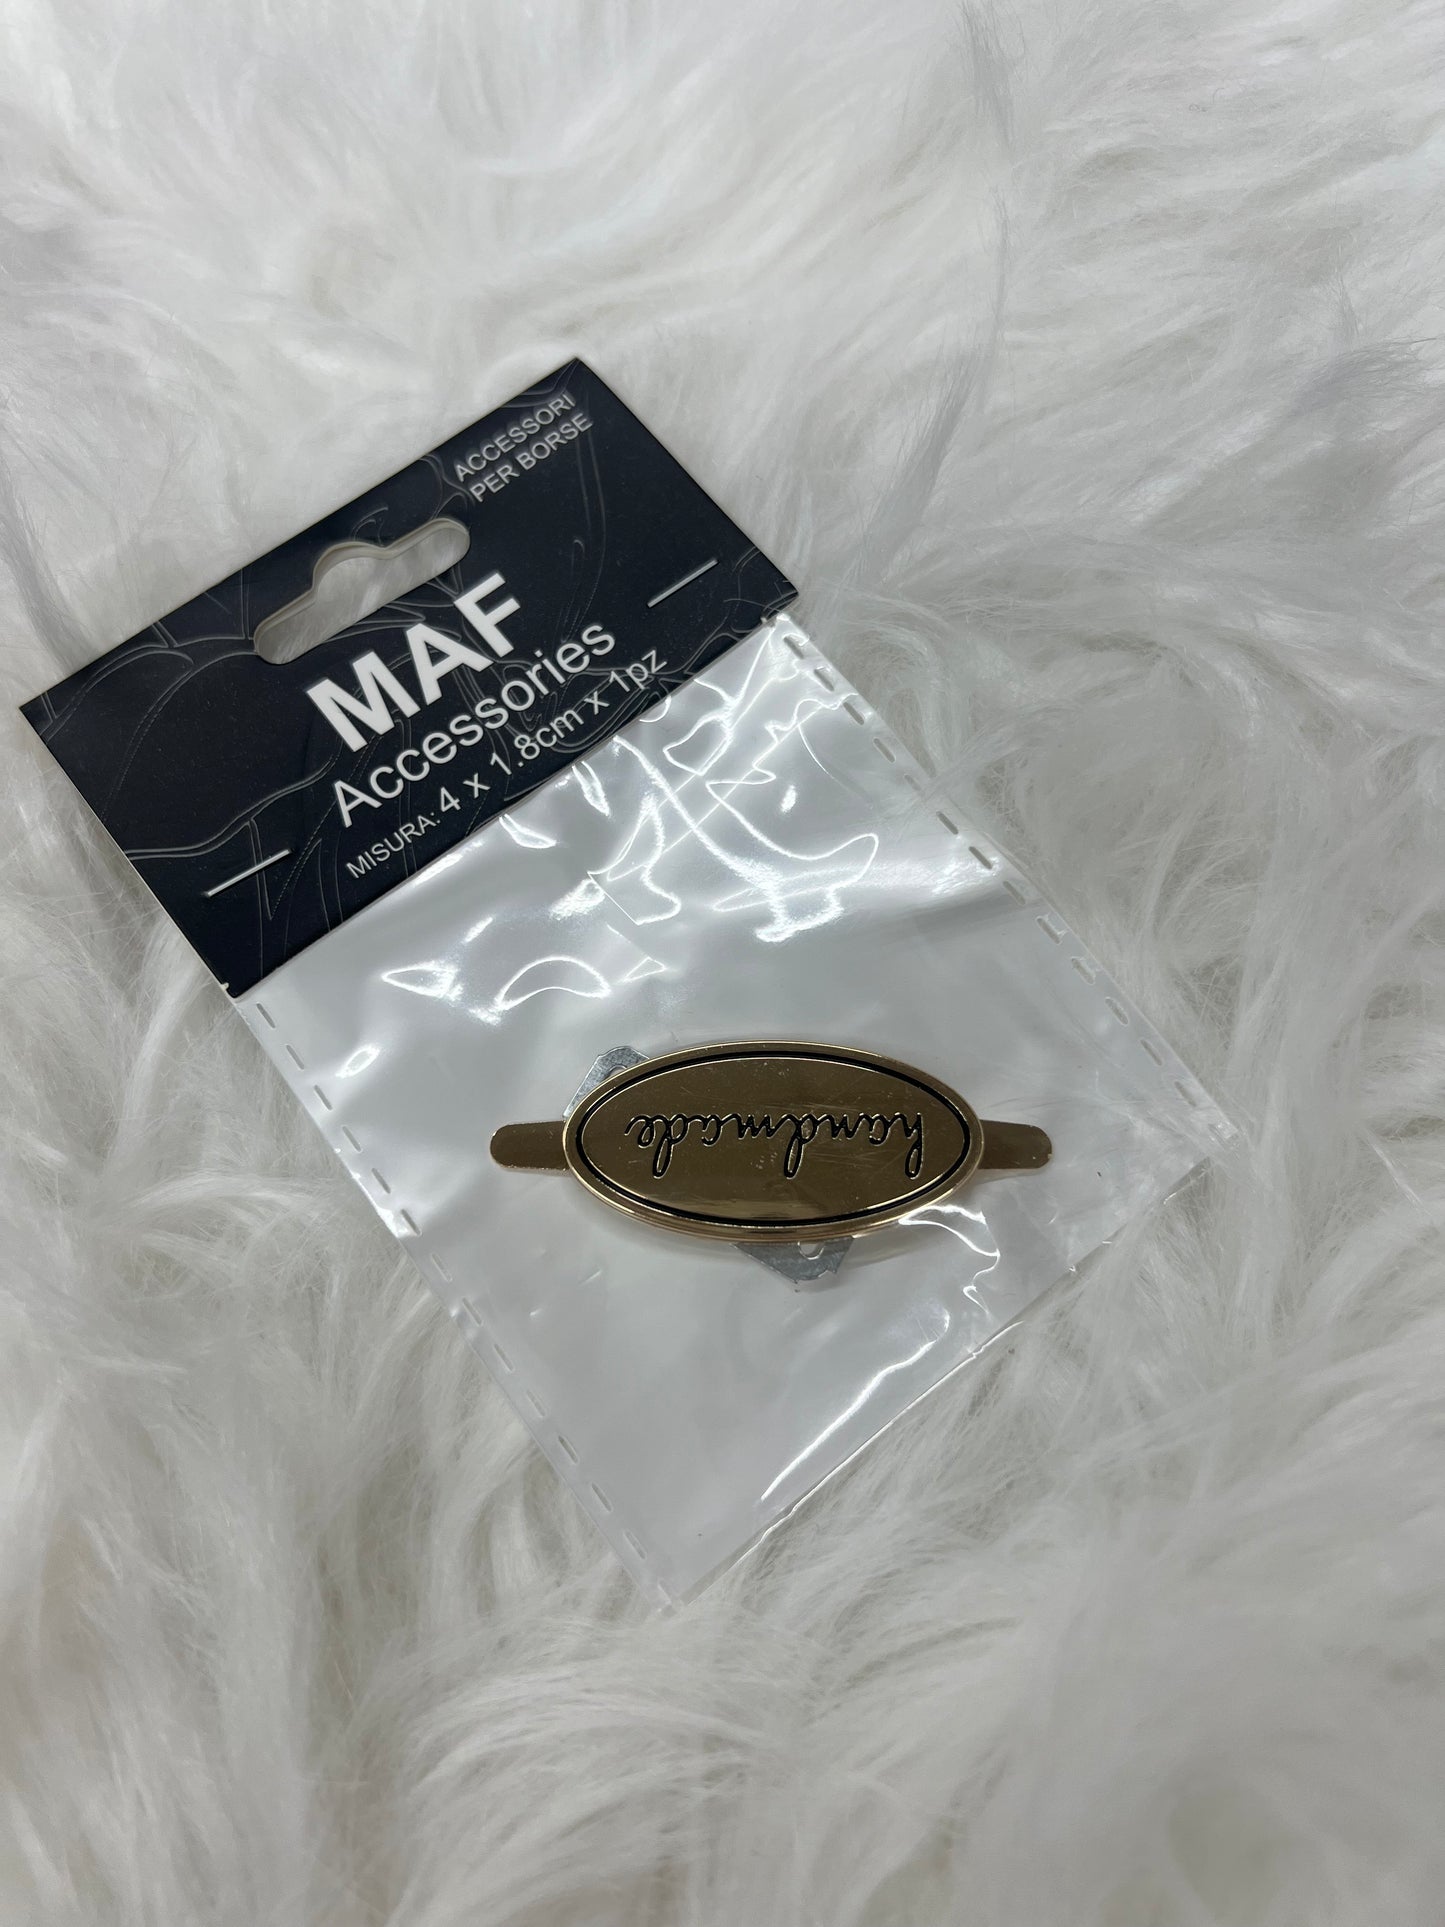 ACCESSORI
PER BORSE
MAF
Accessories
MISURA: 4 x 1.8cm x 1pz
handmade